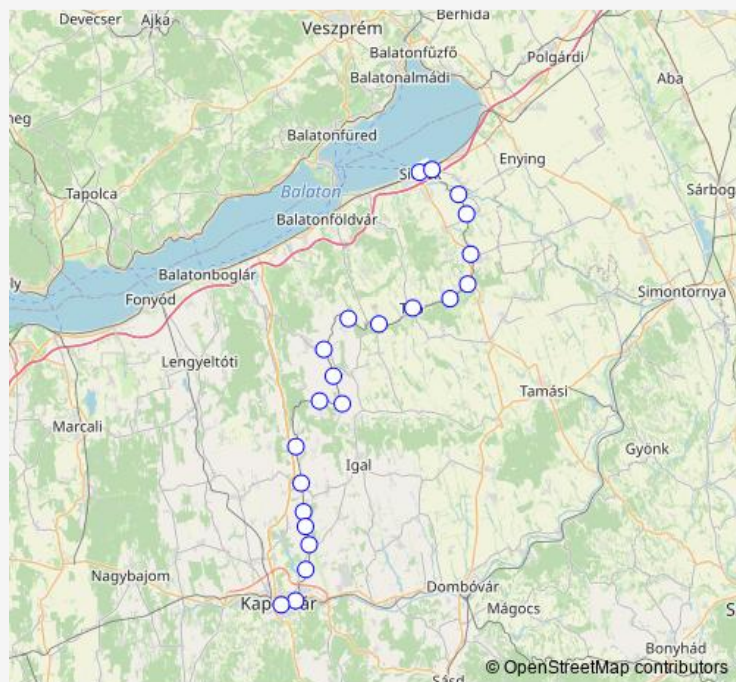 Devecser
Ajka
Berhida
Veszprém
Balatonfűzfő
Polgárdi
Balatonalmádi
Aba
Balatonfüred
Enying
Tapolca
Balaton
Sárbog
Balatonföldvár
Balatonboglár
Fonyód
Simontornya
Lengyeltóti
Tamási
Marcali
Gyönk
Igal
Nagybajom
Dombóvár
Mágocs
Bonyhád
Sásd
© OpenStreetMap contributors